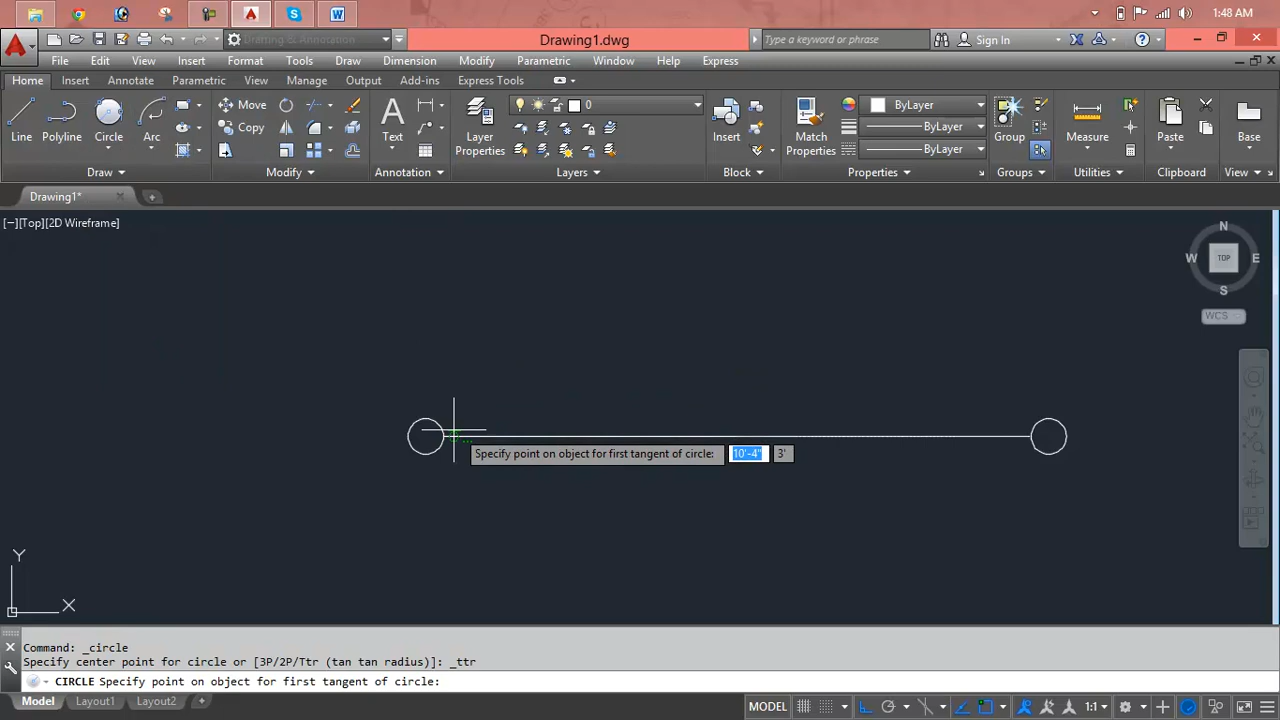 1:48 AM
Drafting & Annotation
Drawing1.dwg
Type a keyword or phrase
Sign In
File Edit View Insert Format Tools Draw Dimension Modify Parametric Window Help Express
Home Insert Annotation Parametric View Manage Output Add-ins Express Tools
Line Polyline Circle Arc
Move
Copy
Text
Layer Properties
0
Insert
Match Properties
ByLayer
ByLayer
ByLayer
Group
Measure
Paste
Base
Draw Modify Annotation Layers Block Properties Groups Utilities Clipboard View
Drawing1*
[−][Top][2D Wireframe]
N
W TOP E
S
WCS
Specify point on object for first tangent of circle: 10'-4" 3'
Y
X
Command: _circle
Specify center point for circle or [3P/2P/Ttr (tan tan radius)]: _ttr
CIRCLE Specify point on object for first tangent of circle:
Model Layout1 Layout2
MODEL
1:1